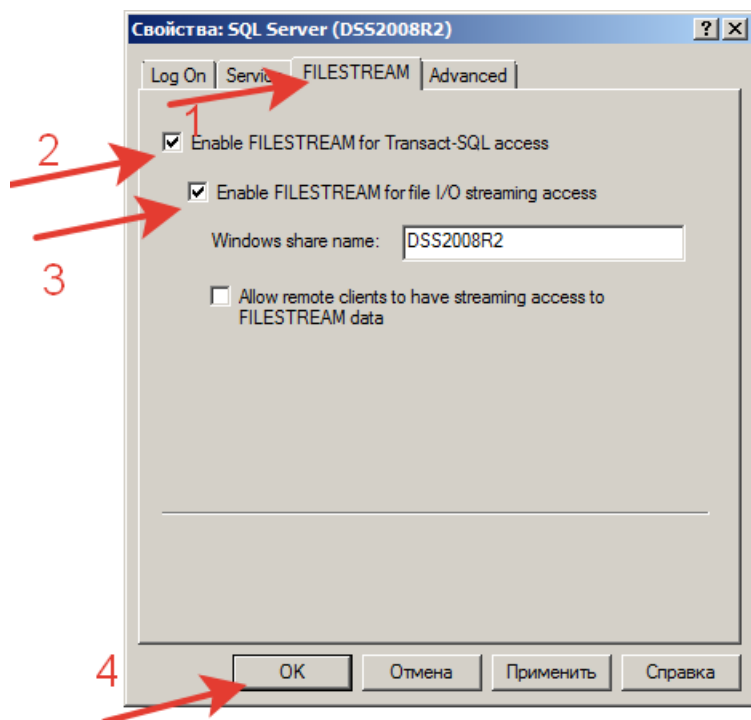 Свойства: SQL Server (DSS2008R2)
Log On Servic FILESTREAM Advanced
1
2
Enable FILESTREAM for Transact-SQL access
Enable FILESTREAM for file I/O streaming access
3
Windows share name: DSS2008R2
Allow remote clients to have streaming access to
FILESTREAM data
4
OK Отмена Применить Справка